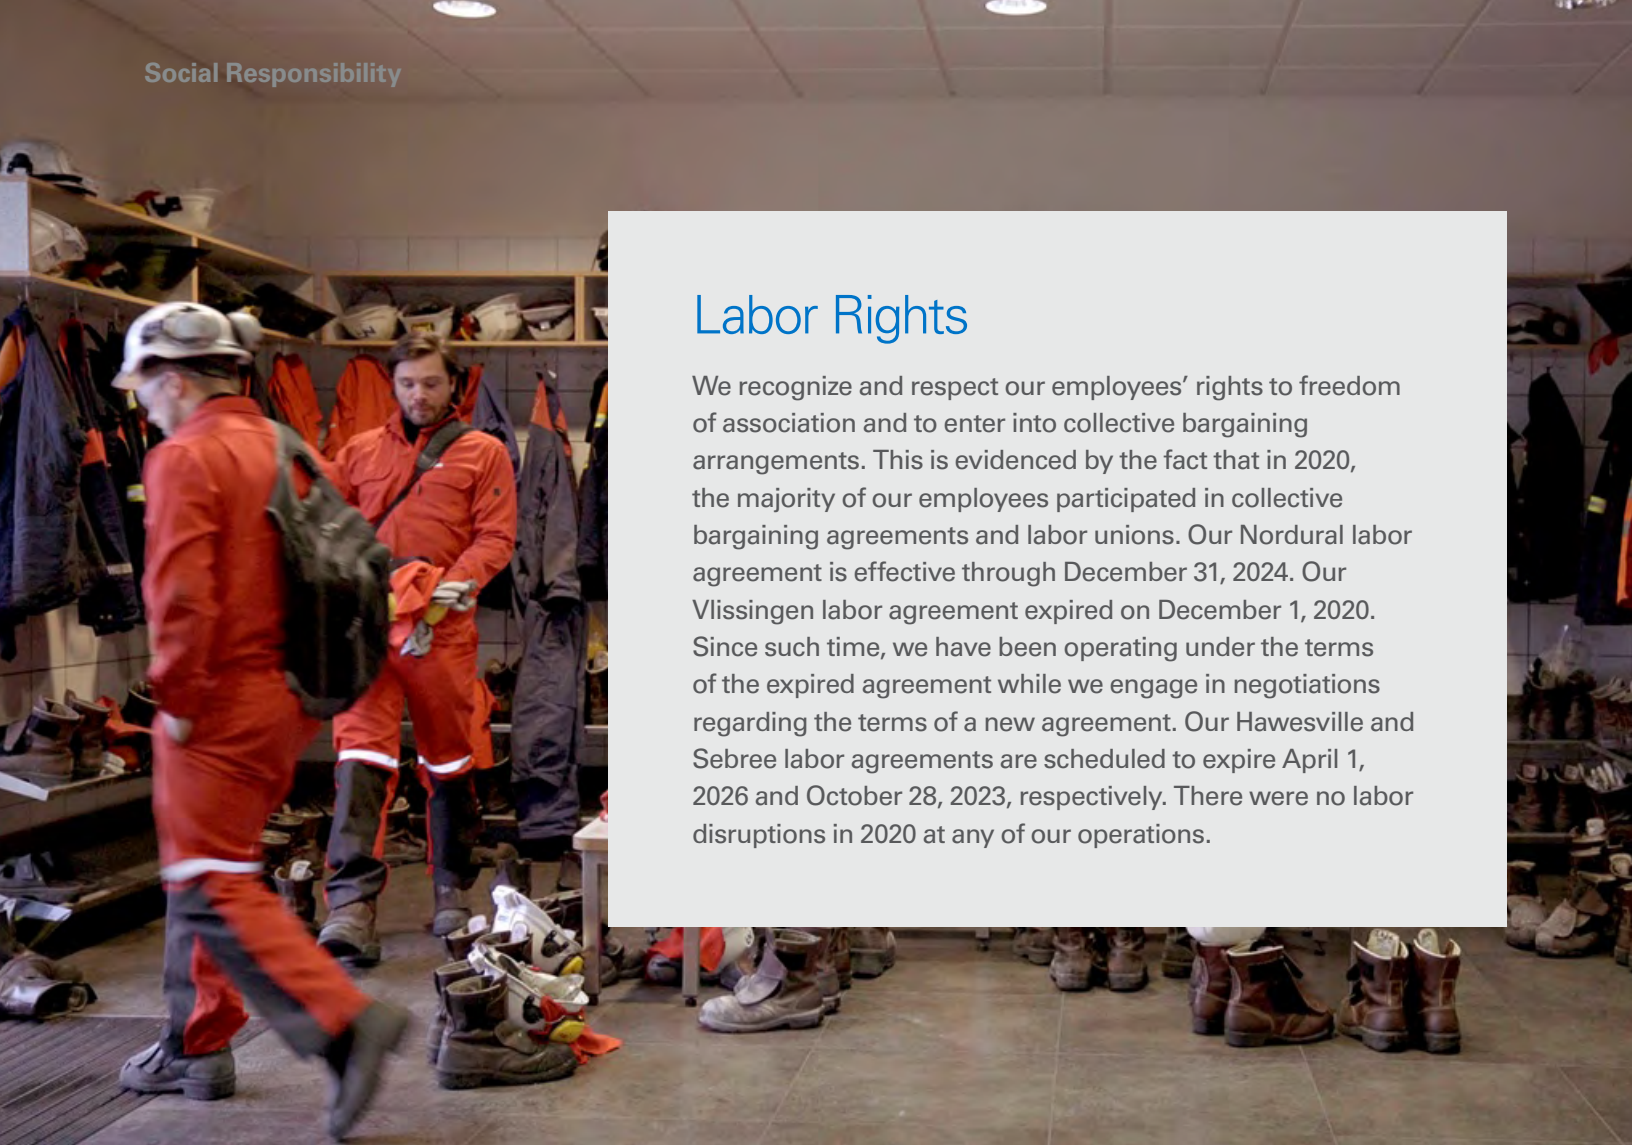 Social Responsibility
Labor Rights
We recognize and respect our employees’ rights to freedom
of association and to enter into collective bargaining
arrangements. This is evidenced by the fact that in 2020,
the majority of our employees participated in collective
bargaining agreements and labor unions. Our Nordural labor
agreement is effective through December 31, 2024. Our
Vlissingen labor agreement expired on December 1, 2020.
Since such time, we have been operating under the terms
of the expired agreement while we engage in negotiations
regarding the terms of a new agreement. Our Hawesville and
Sebree labor agreements are scheduled to expire April 1,
2026 and October 28, 2023, respectively. There were no labor
disruptions in 2020 at any of our operations.